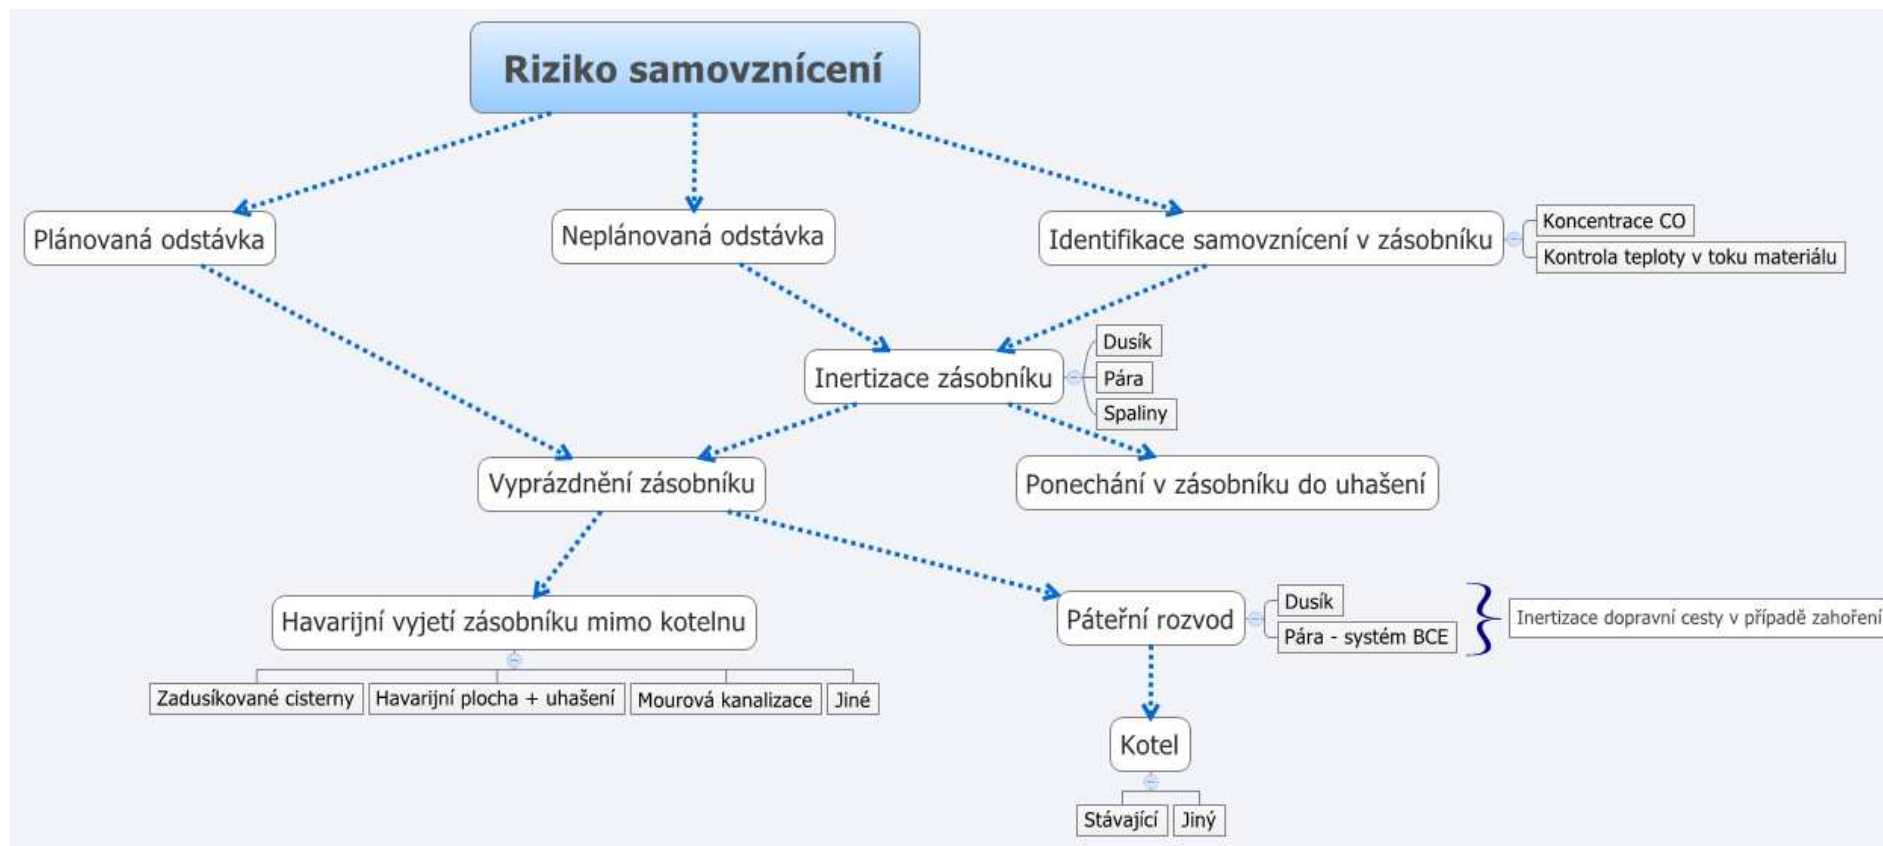 Riziko samovznícení
Plánovaná odstávka
Neplánovaná odstávka
Identifikace samovznícení v zásobníku
Koncentrace CO
Kontrola teploty v toku materiálu
Inertizace zásobníku
Dusík
Pára
Spaliny
Vyprázdnění zásobníku
Ponechání v zásobníku do uhašení
Havarijní vyjetí zásobníku mimo kotelnu
Zadusíkované cisterny
Havarijní plocha + uhašení
Mourová kanalizace
Jiné
Páteřní rozvod
Dusík
Pára - systém BCE
Inertizace dopravní cesty v případě zahoření
Kotel
Stávající
Jiný